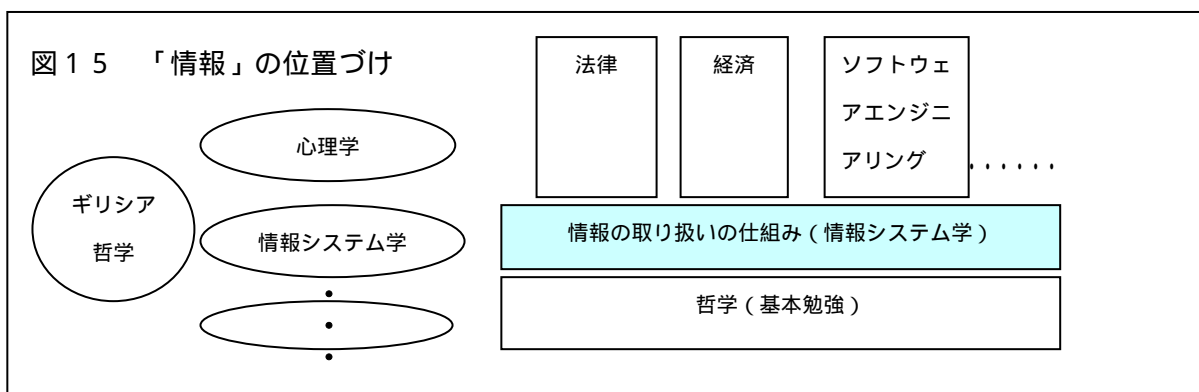 図15　「情報」の位置づけ
ギリシア
哲学
心理学
情報システム学
法律
経済
ソフトウェ
アエンジニ
アリング
......
情報の取り扱いの仕組み（情報システム学）
哲学（基本勉強）